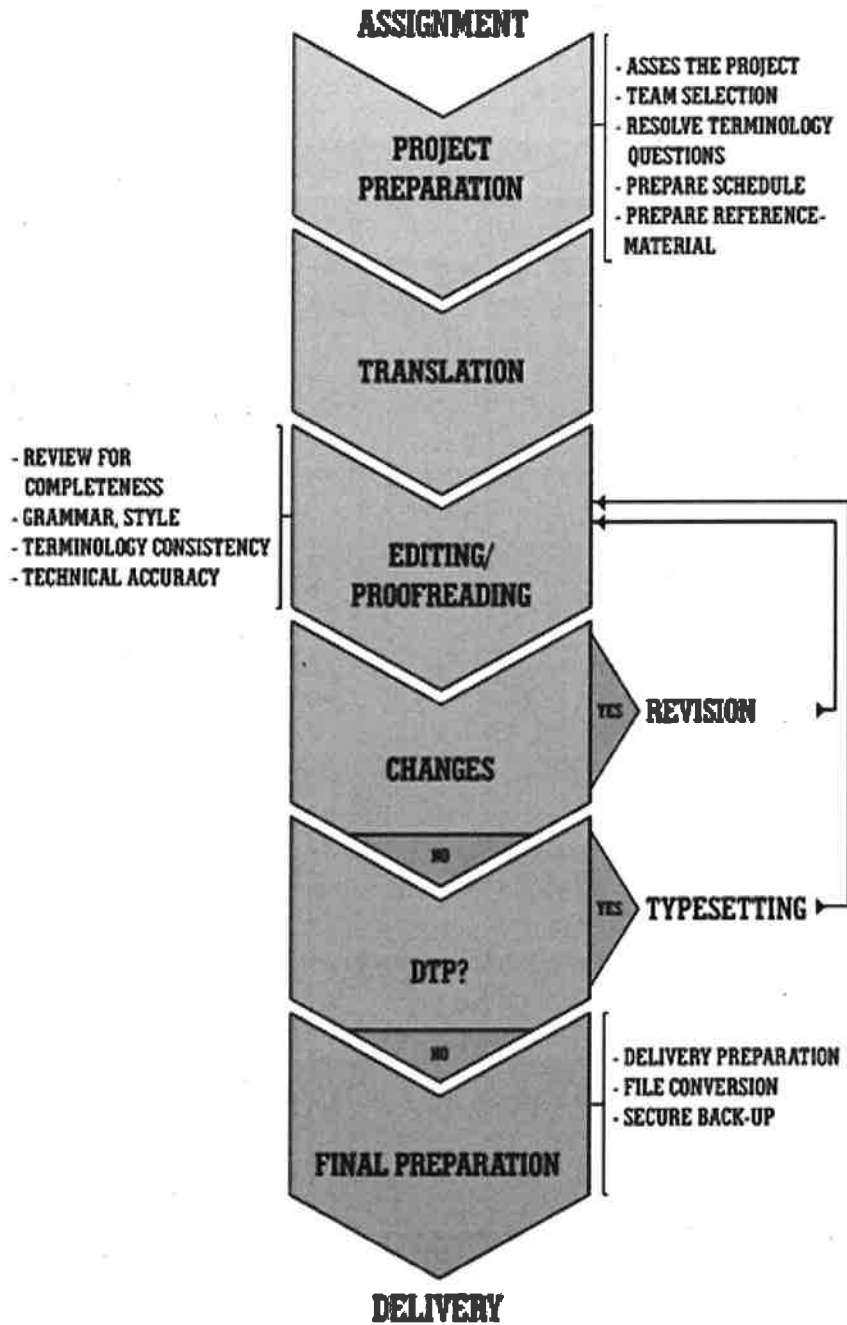 ASSIGNMENT
- ASSES THE PROJECT
- TEAM SELECTION
- RESOLVE TERMINOLOGY
QUESTIONS
- PREPARE SCHEDULE
- PREPARE REFERENCE-
MATERIAL
PROJECT
PREPARATION
TRANSLATION
- REVIEW FOR
COMPLETENESS
- GRAMMAR, STYLE
- TERMINOLOGY CONSISTENCY
- TECHNICAL ACCURACY
EDITING/
PROOFREADING
CHANGES
YES
REVISION
NO
DTP?
YES
TYPESETTING
NO
FINAL PREPARATION
- DELIVERY PREPARATION
- FILE CONVERSION
- SECURE BACK-UP
DELIVERY